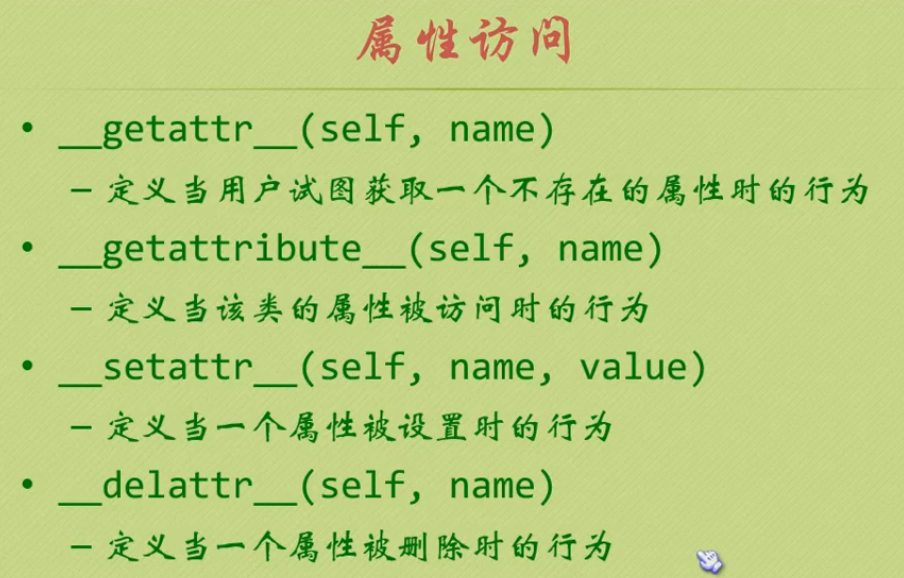 属性访问
• __getattr__(self, name)
– 定义当用户试图获取一个不存在的属性时的行为
• __getattribute__(self, name)
– 定义当该类的属性被访问时的行为
• __setattr__(self, name, value)
– 定义当一个属性被设置时的行为
• __delattr__(self, name)
– 定义当一个属性被删除时的行为